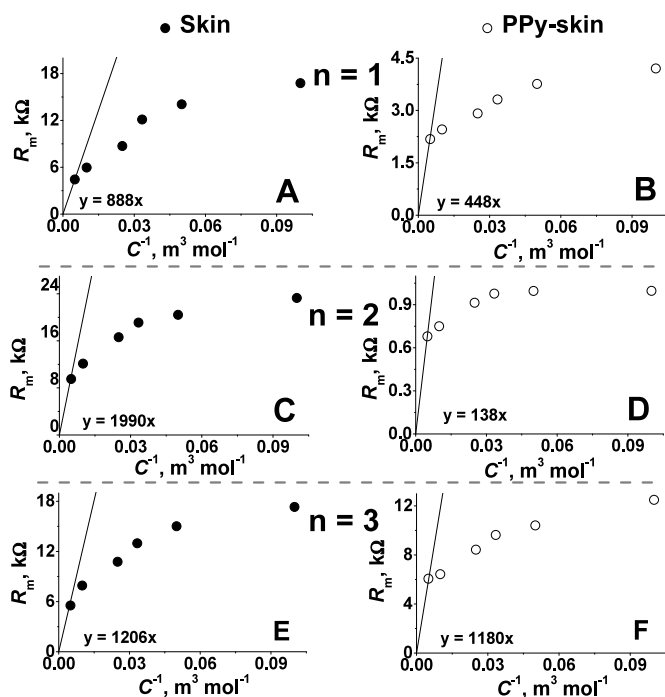 ● Skin
○ PPy-skin
n = 1
18
12
6
0
0.00 0.03 0.06 0.09
R_m, kΩ
C⁻¹, m³ mol⁻¹
y = 888x
A
4.5
3.0
1.5
0.0
0.00 0.03 0.06 0.09
R_m, kΩ
C⁻¹, m³ mol⁻¹
y = 448x
B
n = 2
24
16
8
0
0.00 0.03 0.06 0.09
R_m, kΩ
C⁻¹, m³ mol⁻¹
y = 1990x
C
0.9
0.6
0.3
0.0
0.00 0.03 0.06 0.09
R_m, kΩ
C⁻¹, m³ mol⁻¹
y = 138x
D
n = 3
18
12
6
0
0.00 0.03 0.06 0.09
R_m, kΩ
C⁻¹, m³ mol⁻¹
y = 1206x
E
12
8
4
0
0.00 0.03 0.06 0.09
R_m, kΩ
C⁻¹, m³ mol⁻¹
y = 1180x
F